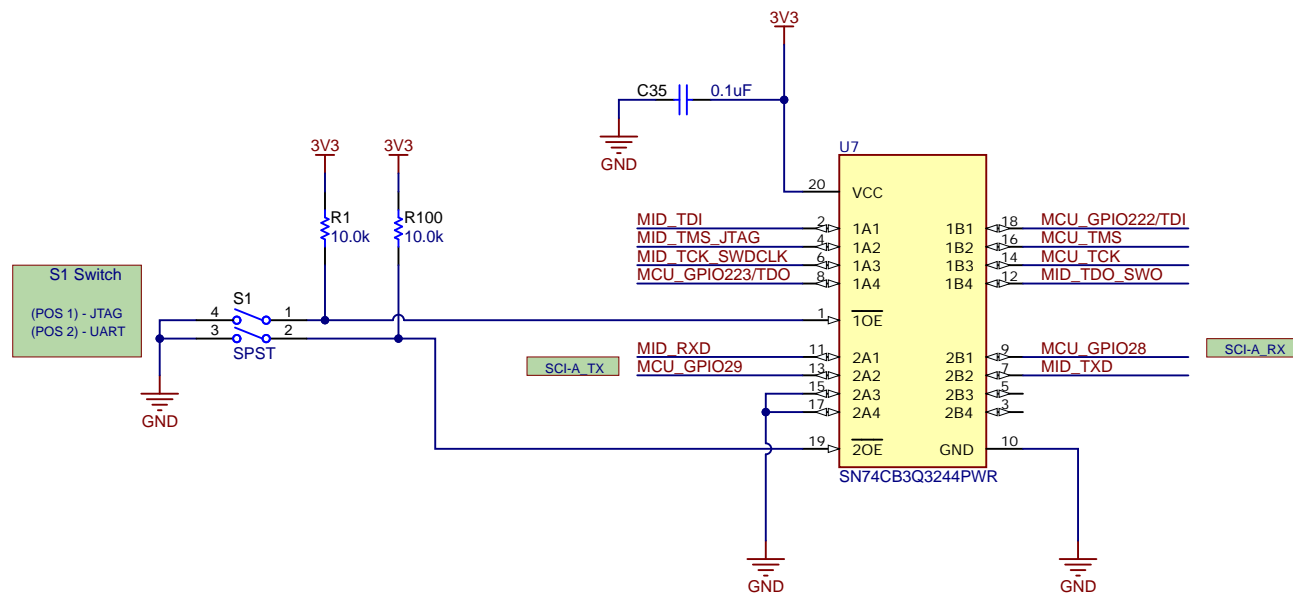 3V3
C35
0.1uF
GND
3V3
3V3
R1
10.0k
R100
10.0k
S1 Switch
(POS 1) - JTAG
(POS 2) - UART
S1
4
1
3
2
SPST
GND
U7
20
VCC
MID_TDI
2
1A1
1B1
18
MCU_GPIO222/TDI
MID_TMS_JTAG
4
1A2
1B2
16
MCU_TMS
MID_TCK_SWDCLK
6
1A3
1B3
14
MCU_TCK
MCU_GPIO223/TDO
8
1A4
1B4
12
MID_TDO_SWO
1
1OE
MID_RXD
11
2A1
2B1
9
MCU_GPIO28
SCI-A_RX
SCI-A_TX
MCU_GPIO29
13
2A2
2B2
7
MID_TXD
15
2A3
2B3
5
17
2A4
2B4
3
19
2OE
GND
10
SN74CB3Q3244PWR
GND
GND